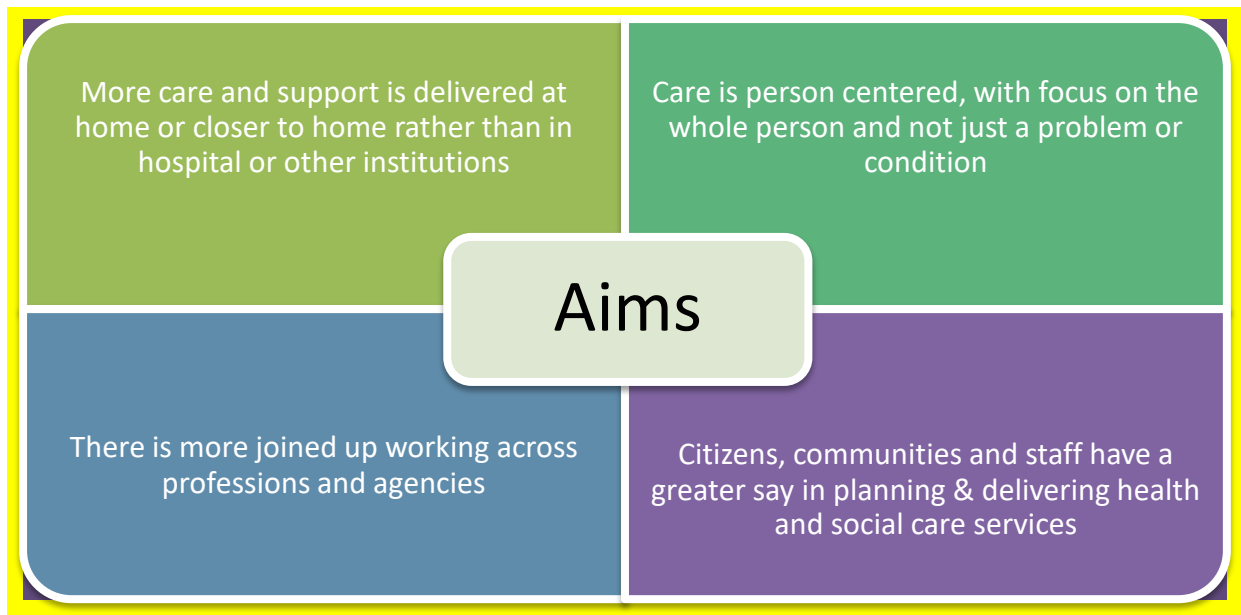 More care and support is delivered at
home or closer to home rather than in
hospital or other institutions
Care is person centered, with focus on the
whole person and not just a problem or
condition
Aims
There is more joined up working across
professions and agencies
Citizens, communities and staff have a
greater say in planning & delivering health
and social care services